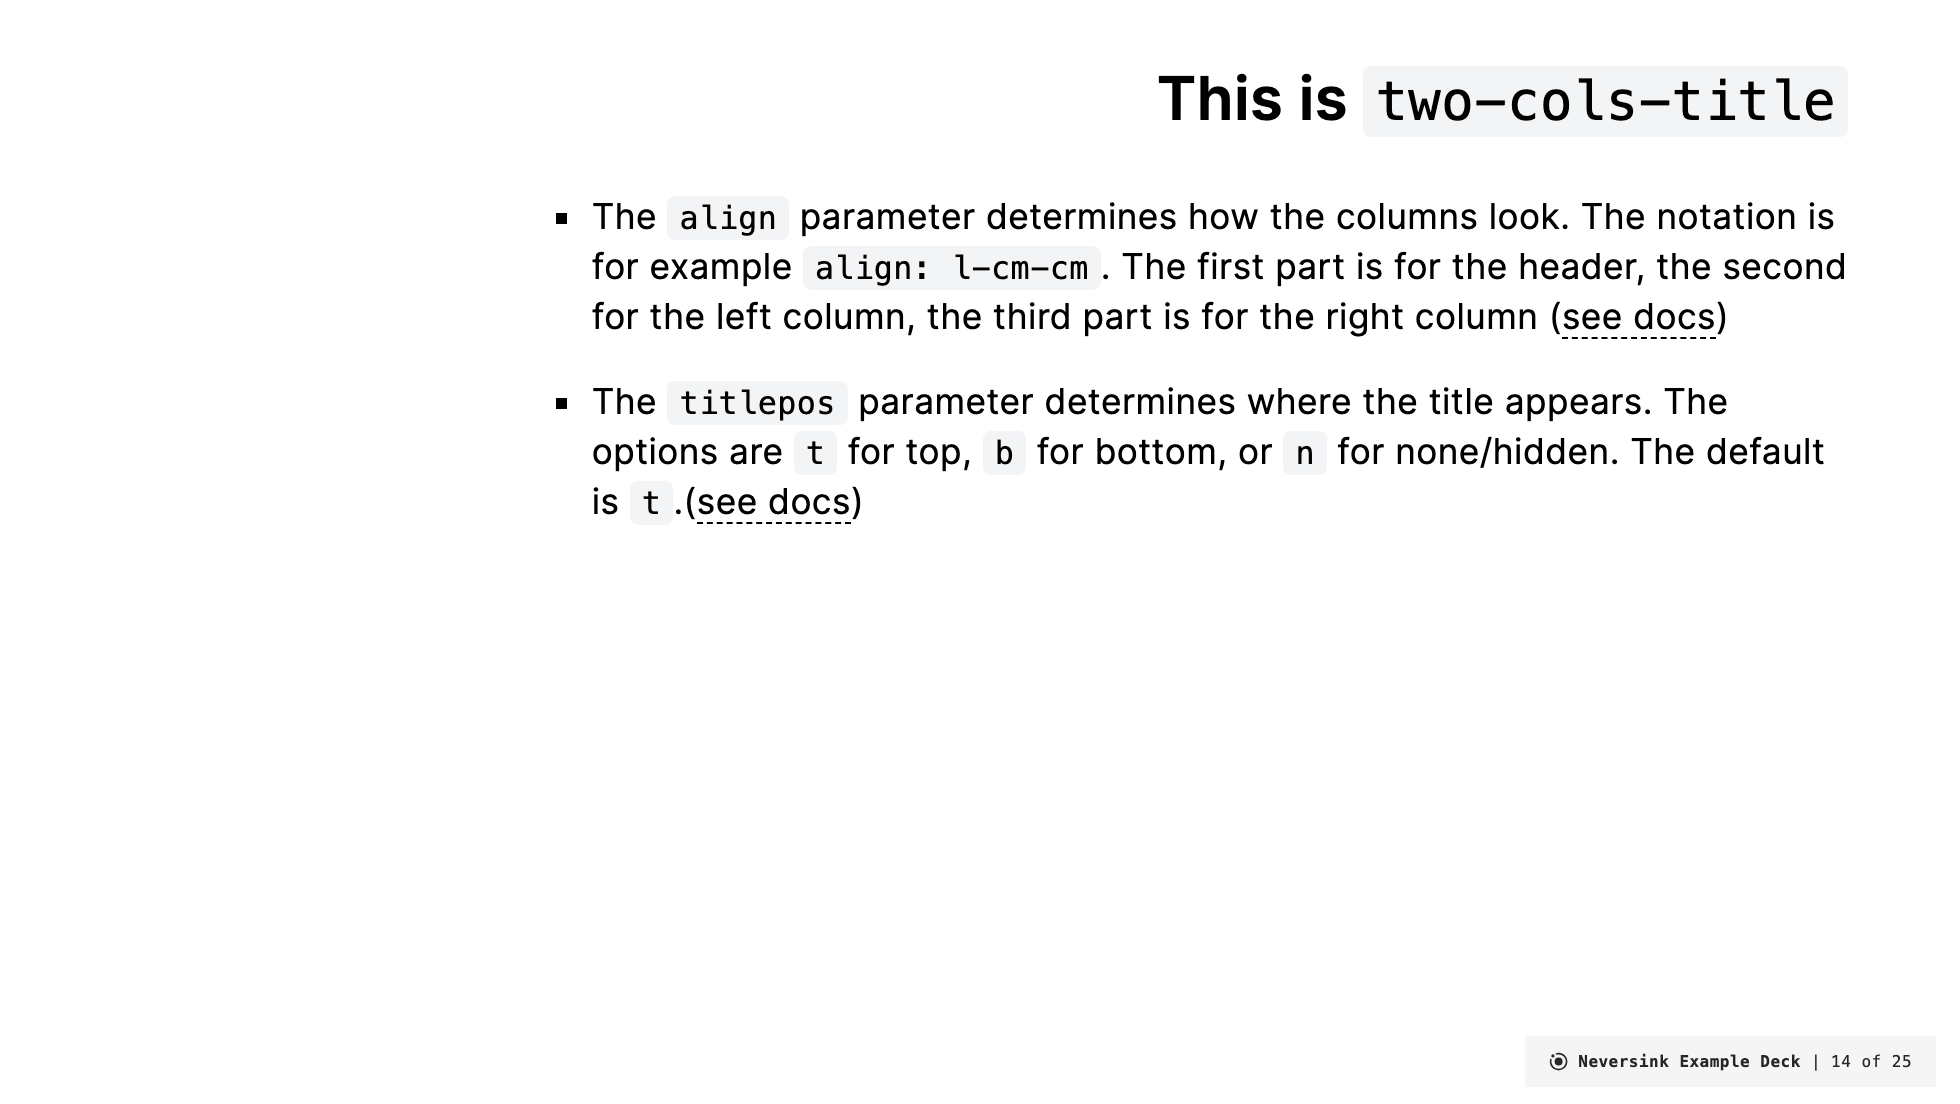 This is two-cols-title
▪ The align parameter determines how the columns look. The notation is
for example align: l-cm-cm. The first part is for the header, the second
for the left column, the third part is for the right column (see docs)
▪ The titlepos parameter determines where the title appears. The
options are t for top, b for bottom, or n for none/hidden. The default
is t.(see docs)
Neversink Example Deck | 14 of 25